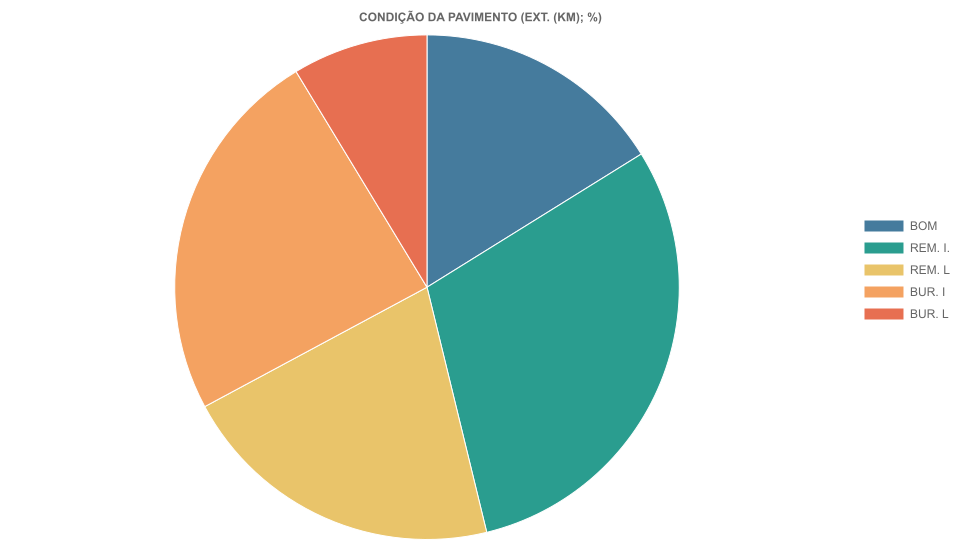 CONDIÇÃO DA PAVIMENTO (EXT. (KM); %)
BOM
REM. I.
REM. L
BUR. I
BUR. L